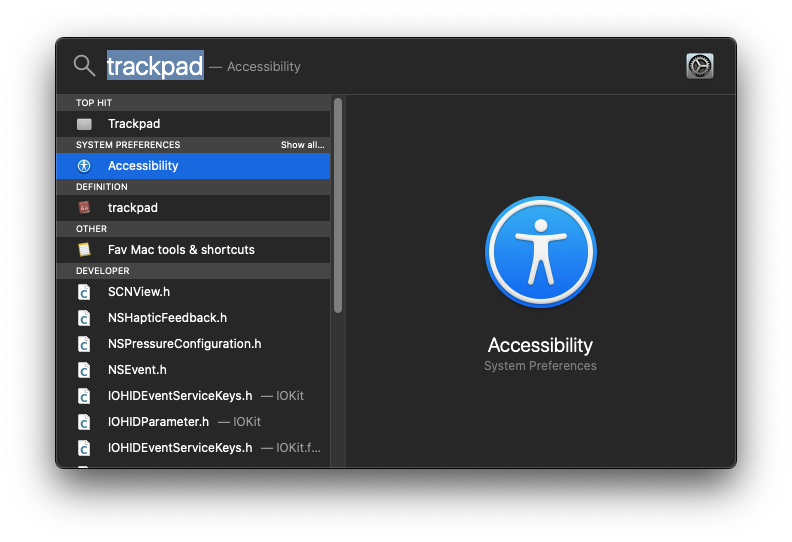 trackpad — Accessibility
TOP HIT
Trackpad
SYSTEM PREFERENCES Show all...
Accessibility
DEFINITION
trackpad
OTHER
Fav Mac tools & shortcuts
DEVELOPER
SCNView.h
NSHapticFeedback.h
NSPressureConfiguration.h
NSEvent.h
IOHIDEventServiceKeys.h — IOKit
IOHIDParameter.h — IOKit
IOHIDEventServiceKeys.h — IOKit.f...
Accessibility
System Preferences